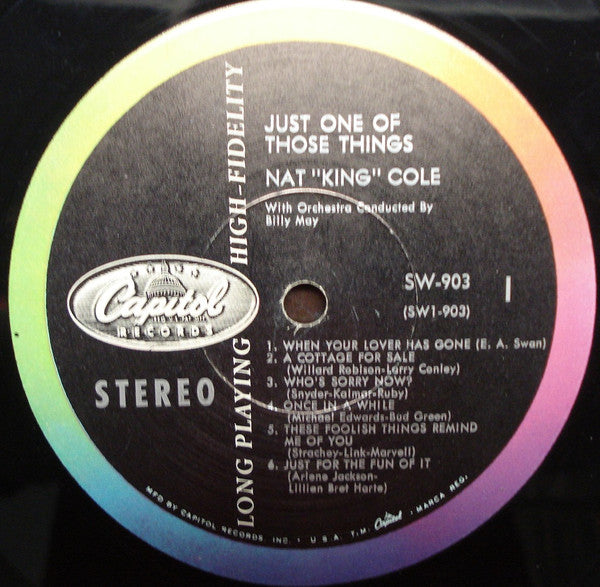 JUST ONE OF
THOSE THINGS
NAT "KING" COLE
With Orchestra Conducted By
Billy May
LONG PLAYING HIGH-FIDELITY
Capitol
RECORDS
STEREO
SW-903
(SW1-903)
1
1. WHEN YOUR LOVER HAS GONE (E. A. Swan)
2. A COTTAGE FOR SALE
(Willard Robison-Larry Conley)
3. WHO'S SORRY NOW?
(Snyder-Kalmar-Ruby)
4. ONCE IN A WHILE
(Michael Edwards-Bud Green)
5. THESE FOOLISH THINGS REMIND
ME OF YOU
(Strachey-Link-Marvell)
6. JUST FOR THE FUN OF IT
(Arlene Jackson-
Lillian Bret Harte)
MFD BY CAPITOL RECORDS, INC. • U.S.A. T.M. Capitol • MARCA REG.